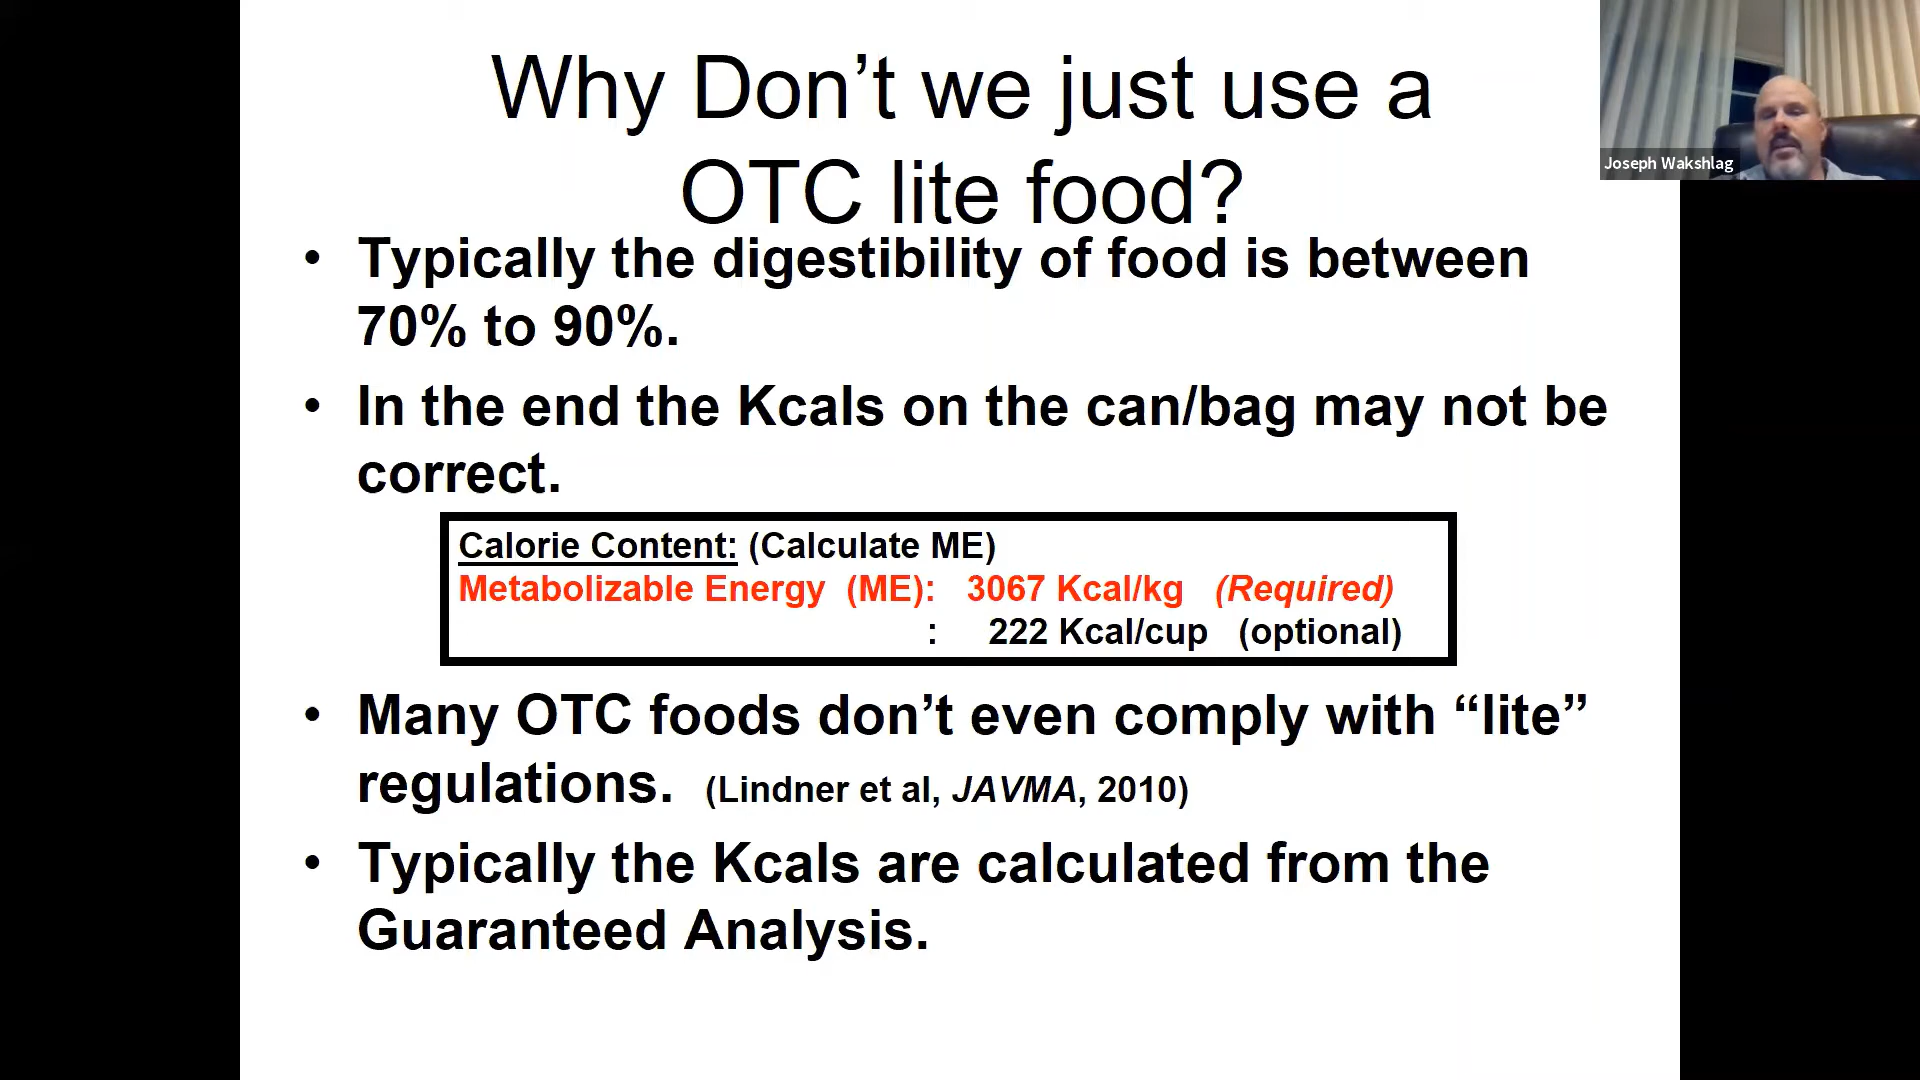 Why Don’t we just use a
OTC lite food?
Joseph Wakshlag
• Typically the digestibility of food is between
70% to 90%.
• In the end the Kcals on the can/bag may not be
correct.
Calorie Content: (Calculate ME)
Metabolizable Energy (ME): 3067 Kcal/kg (Required)
: 222 Kcal/cup (optional)
• Many OTC foods don’t even comply with “lite”
regulations. (Lindner et al, JAVMA, 2010)
• Typically the Kcals are calculated from the
Guaranteed Analysis.